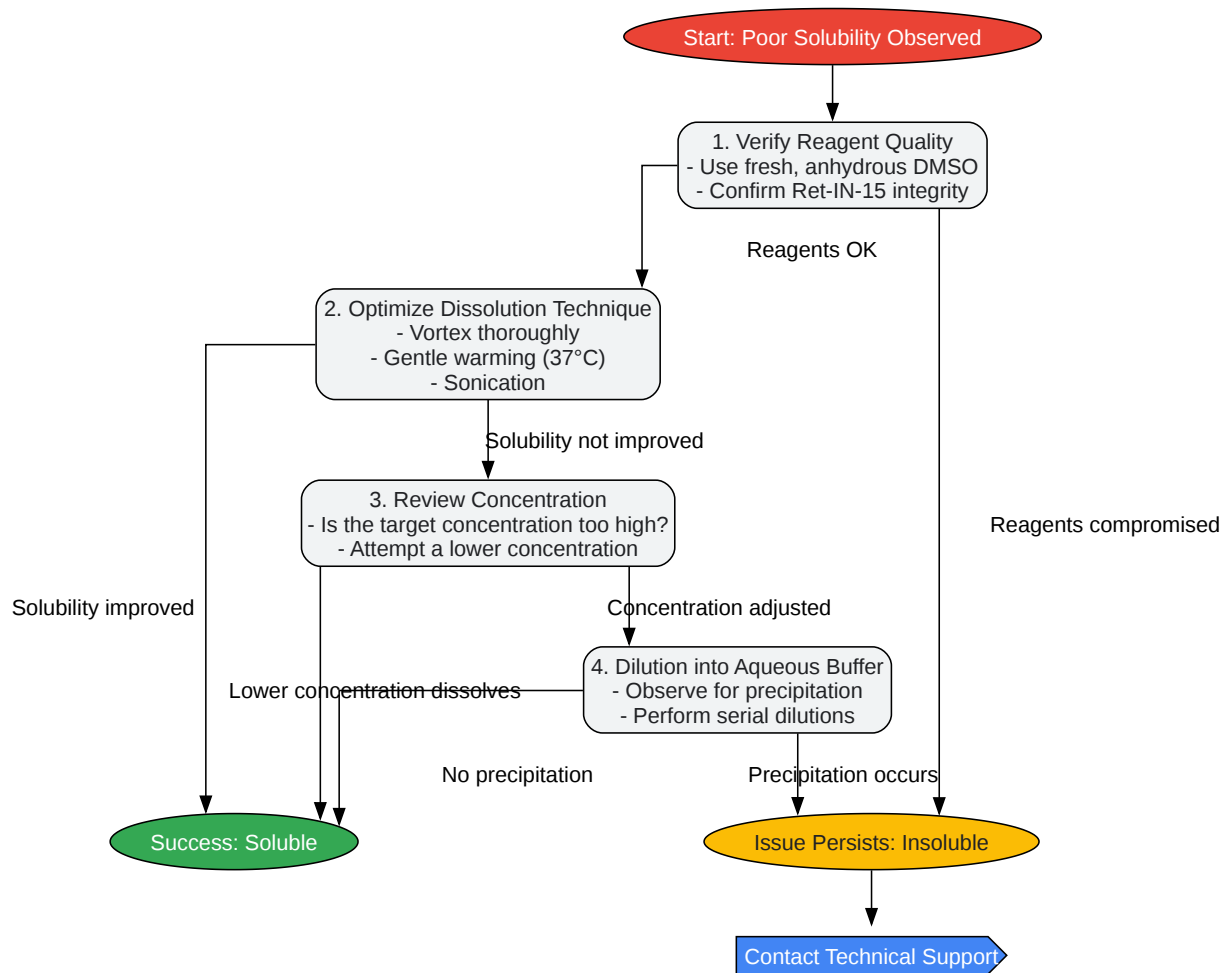 Start: Poor Solubility Observed
1. Verify Reagent Quality
- Use fresh, anhydrous DMSO
- Confirm Ret-IN-15 integrity
Reagents OK
2. Optimize Dissolution Technique
- Vortex thoroughly
- Gentle warming (37°C)
- Sonication
Solubility not improved
3. Review Concentration
- Is the target concentration too high?
- Attempt a lower concentration
Reagents compromised
Solubility improved
Concentration adjusted
4. Dilution into Aqueous Buffer
- Observe for precipitation
- Perform serial dilutions
Lower concentration dissolves
No precipitation
Precipitation occurs
Success: Soluble
Issue Persists: Insoluble
Contact Technical Support